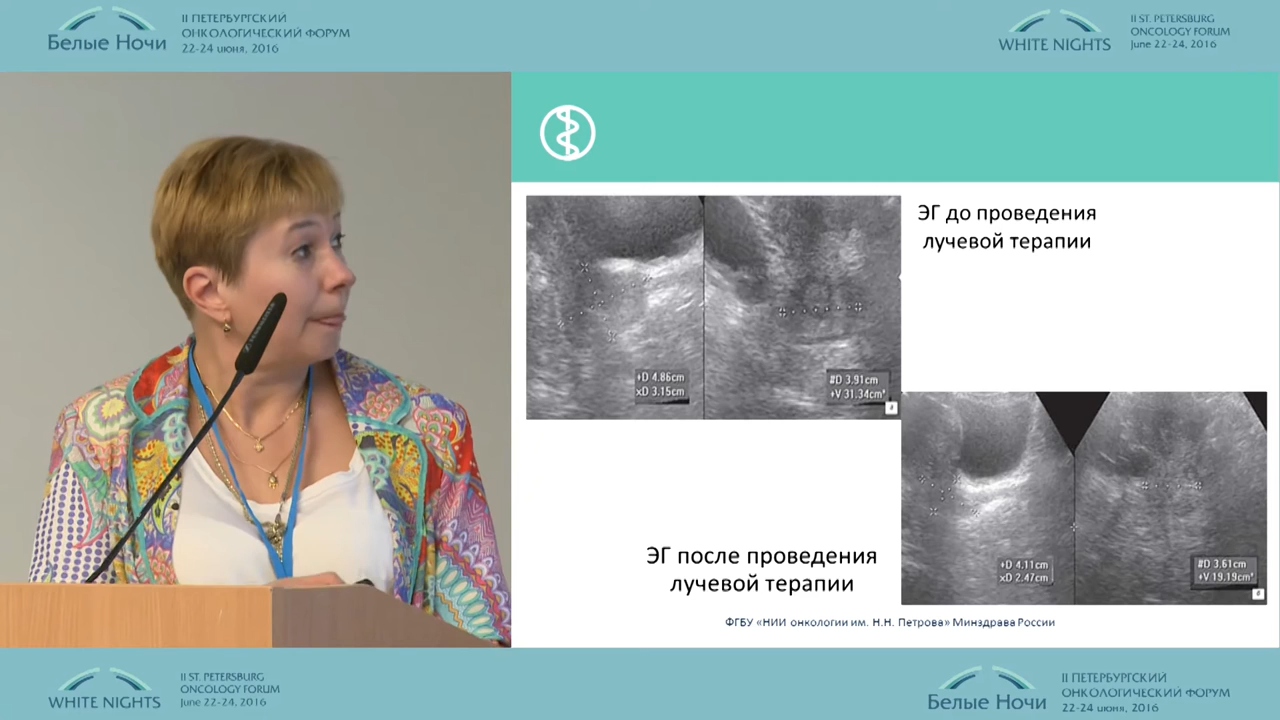 II ПЕТЕРБУРГСКИЙ
ОНКОЛОГИЧЕСКИЙ ФОРУМ
22-24 июня, 2016
Белые Ночи
II ST. PETERSBURG
ONCOLOGY FORUM
June 22-24, 2016
WHITE NIGHTS
ЭГ до проведения
лучевой терапии
+D 4.86cm
xD 3.15cm
#D 3.91cm
+V 31.34cm³
ЭГ после проведения
лучевой терапии
+D 4.11cm
xD 2.47cm
#D 3.61cm
+V 19.19cm³
ФГБУ «НИИ онкологии им. Н.Н. Петрова» Минздрава России
WHITE NIGHTS
II ST. PETERSBURG
ONCOLOGY FORUM
June 22-24, 2016
Белые Ночи
II ПЕТЕРБУРГСКИЙ
ОНКОЛОГИЧЕСКИЙ ФОРУМ
22-24 июня, 2016